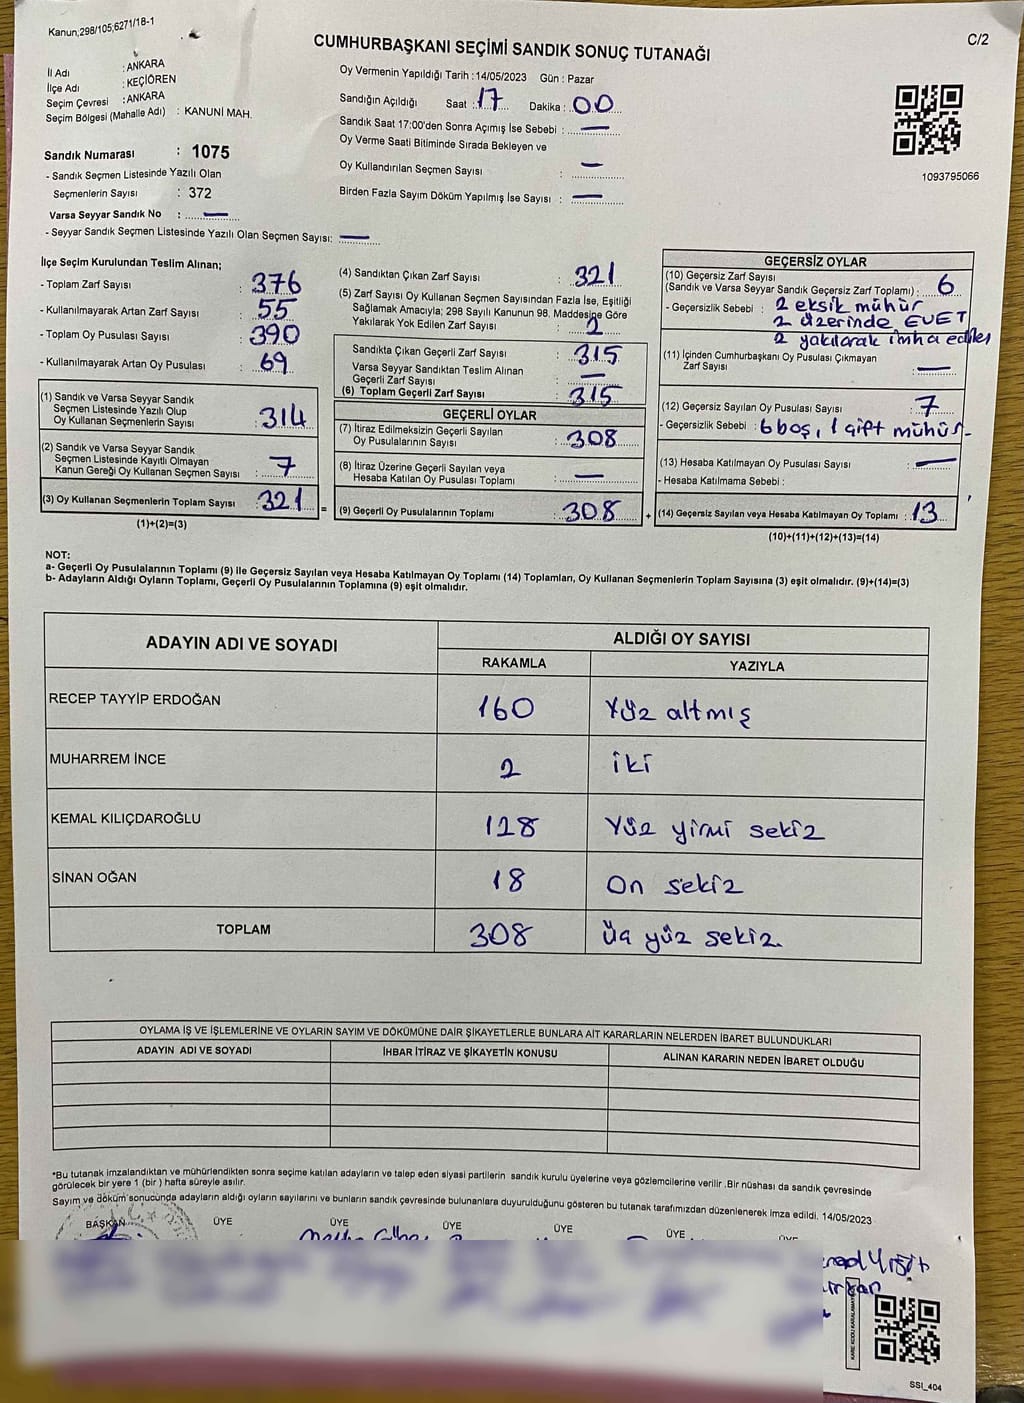 Kanun,298/105;6271/18-1
C/2
CUMHURBAŞKANI SEÇİMİ SANDIK SONUÇ TUTANAĞI
İl Adı : ANKARA
İlçe Adı : KEÇİÖREN
Seçim Çevresi : ANKARA
Seçim Bölgesi (Mahalle Adı) : KANUNİ MAH.
Sandık Numarası : 1075
- Sandık Seçmen Listesinde Yazılı Olan
Seçmenlerin Sayısı : 372
Varsa Seyyar Sandık No : —
- Seyyar Sandık Seçmen Listesinde Yazılı Olan Seçmen Sayısı: —
Oy Vermenin Yapıldığı Tarih : 14/05/2023 Gün : Pazar
Sandığın Açıldığı Saat : 17 Dakika : 00
Sandık Saat 17:00'den Sonra Açımış İse Sebebi : —
Oy Verme Saati Bitiminde Sırada Bekleyen ve
Oy Kullandırılan Seçmen Sayısı : —
Birden Fazla Sayım Döküm Yapılmış İse Sayısı : —
1093795066
İlçe Seçim Kurulundan Teslim Alınan;
- Toplam Zarf Sayısı : 376
- Kullanılmayarak Artan Zarf Sayısı : 55
- Toplam Oy Pusulası Sayısı : 390
- Kullanılmayarak Artan Oy Pusulası : 69
(1) Sandık ve Varsa Seyyar Sandık
Seçmen Listesinde Yazılı Olup
Oy Kullanan Seçmenlerin Sayısı : 314
(2) Sandık ve Varsa Seyyar Sandık
Seçmen Listesinde Kayıtlı Olmayan
Kanun Gereği Oy Kullanan Seçmen Sayısı : 7
(3) Oy Kullanan Seçmenlerin Toplam Sayısı : 321 =
(1)+(2)=(3)
(4) Sandıktan Çıkan Zarf Sayısı : 321
(5) Zarf Sayısı Oy Kullanan Seçmen Sayısından Fazla İse, Eşitliği
Sağlamak Amacıyla; 298 Sayılı Kanunun 98. Maddesine Göre
Yakılarak Yok Edilen Zarf Sayısı : 2
Sandıkta Çıkan Geçerli Zarf Sayısı : 315
Varsa Seyyar Sandıktan Teslim Alınan
Geçerli Zarf Sayısı : —
(6) Toplam Geçerli Zarf Sayısı : 315
GEÇERLİ OYLAR
(7) İtiraz Edilmeksizin Geçerli Sayılan
Oy Pusulalarının Sayısı : 308
(8) İtiraz Üzerine Geçerli Sayılan veya
Hesaba Katılan Oy Pusulası Toplamı : —
(9) Geçerli Oy Pusulalarının Toplamı : 308 +
GEÇERSİZ OYLAR
(10) Geçersiz Zarf Sayısı
(Sandık ve Varsa Seyyar Sandık Geçersiz Zarf Toplamı) : 6
- Geçersizlik Sebebi : 2 eksik mühür
2 üzerinde EVET
2 yakılarak imha edilen
(11) İçinden Cumhurbaşkanı Oy Pusulası Çıkmayan
Zarf Sayısı : —
(12) Geçersiz Sayılan Oy Pusulası Sayısı : 7
- Geçersizlik Sebebi : 6 boş, 1 çift mühür-
(13) Hesaba Katılmayan Oy Pusulası Sayısı : —
- Hesaba Katılmama Sebebi :
(14) Geçersiz Sayılan veya Hesaba Katılmayan Oy Toplamı : 13
(10)+(11)+(12)+(13)=(14)
NOT:
a- Geçerli Oy Pusulalarının Toplamı (9) ile Geçersiz Sayılan veya Hesaba Katılmayan Oy Toplamı (14) Toplamları, Oy Kullanan Seçmenlerin Toplam Sayısına (3) eşit olmalıdır. (9)+(14)=(3)
b- Adayların Aldığı Oyların Toplamı, Geçerli Oy Pusulalarının Toplamına (9) eşit olmalıdır.
ADAYIN ADI VE SOYADI ALDIĞI OY SAYISI
RAKAMLA YAZIYLA
RECEP TAYYİP ERDOĞAN 160 Yüz altmış
MUHARREM İNCE 2 iki
KEMAL KILIÇDAROĞLU 128 Yüz yirmi sekiz
SİNAN OĞAN 18 On sekiz
TOPLAM 308 üç yüz sekiz.
OYLAMA İŞ VE İŞLEMLERİNE VE OYLARIN SAYIM VE DÖKÜMÜNE DAİR ŞİKAYETLERLE BUNLARA AİT KARARLARIN NELERDEN İBARET BULUNDUKLARI
ADAYIN ADI VE SOYADI İHBAR İTİRAZ VE ŞİKAYETİN KONUSU ALINAN KARARIN NEDEN İBARET OLDUĞU
*Bu tutanak imzalandıktan ve mühürlendikten sonra seçime katılan adayların ve talep eden siyasi partilerin sandık kurulu üyelerine veya gözlemcilerine verilir .Bir nüshası da sandık çevresinde
görülecek bir yere 1 (bir ) hafta süreyle asılır.
Sayım ve döküm sonucunda adayların aldığı oyların sayılarını ve bunların sandık çevresinde bulunanlara duyurulduğunu gösteren bu tutanak tarafımızdan düzenlenerek imza edildi. 14/05/2023
BAŞKAN ÜYE ÜYE ÜYE ÜYE ÜYE ÜYE
KARE KODU KARALAMAYINIZ
SSI_404